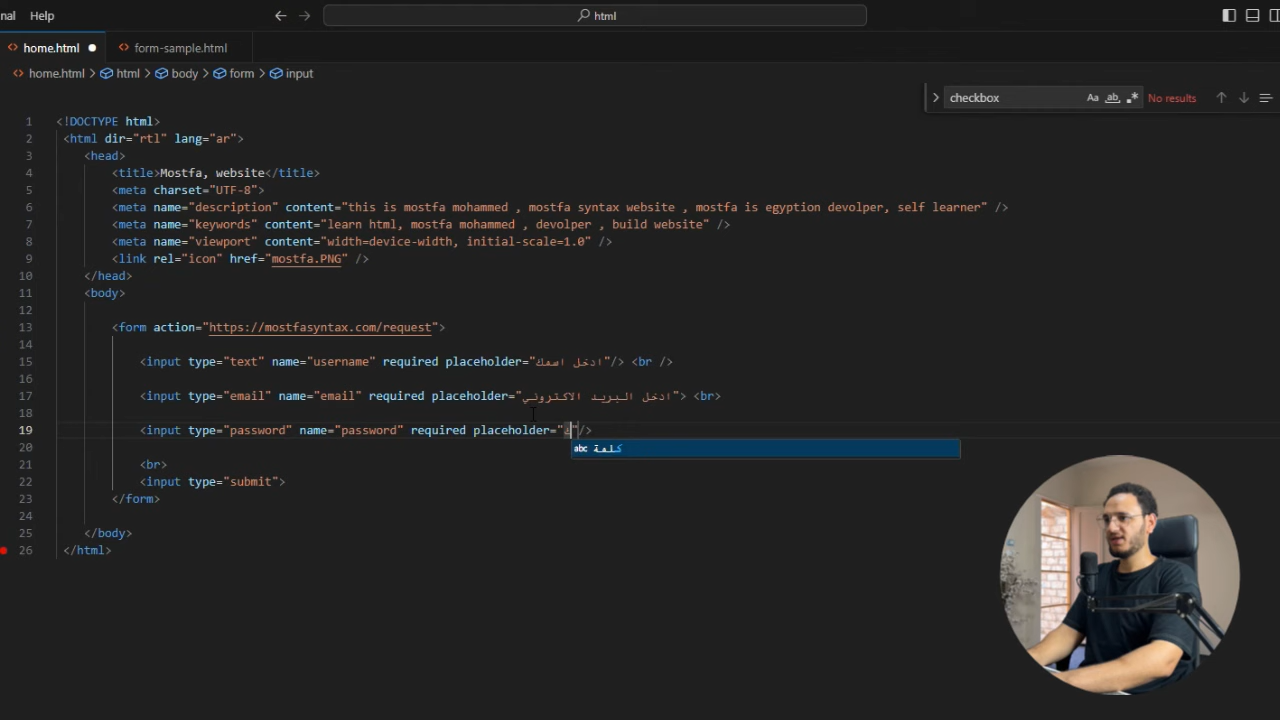 nal Help
html
home.html
form-sample.html
home.html > html > body > form > input
checkbox
Aa ab
No results
1 <!DOCTYPE html>
2 <html dir="rtl" lang="ar">
3 <head>
4 <title>Mostfa, website</title>
5 <meta charset="UTF-8">
6 <meta name="description" content="this is mostfa mohammed , mostfa syntax website , mostfa is egyption devolper, self learner" />
7 <meta name="keywords" content="learn html, mostfa mohammed , devolper , build website" />
8 <meta name="viewport" content="width=device-width, initial-scale=1.0" />
9 <link rel="icon" href="mostfa.PNG" />
10 </head>
11 <body>
12
13 <form action="https://mostfasyntax.com/request">
14
15 <input type="text" name="username" required placeholder="ادخل اسمك"/> <br />
16
17 <input type="email" name="email" required placeholder="ادخل البريد الاكتروني"> <br>
18
19 <input type="password" name="password" required placeholder="ك"/>
abc كلمة
20
21 <br>
22 <input type="submit">
23 </form>
24
25 </body>
26 </html>